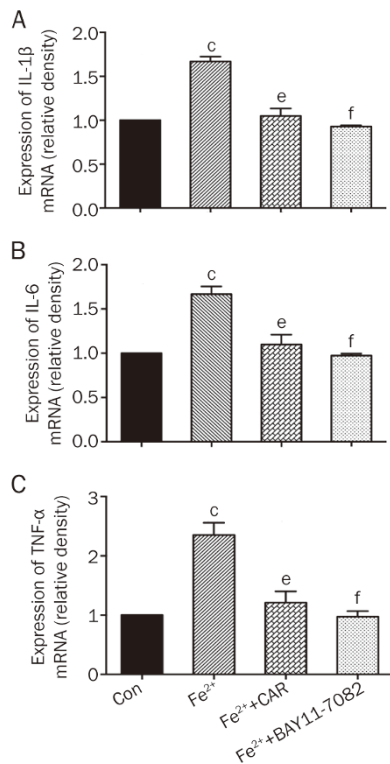 A
Expression of IL-1β
mRNA (relative density)
2.0
1.5
1.0
0.5
0.0
c
e
f
B
Expression of IL-6
mRNA (relative density)
2.0
1.5
1.0
0.5
0.0
c
e
f
C
Expression of TNF-α
mRNA (relative density)
3
2
1
0
c
e
f
Con
Fe²⁺
Fe²⁺+CAR
Fe²⁺+BAY11-7082